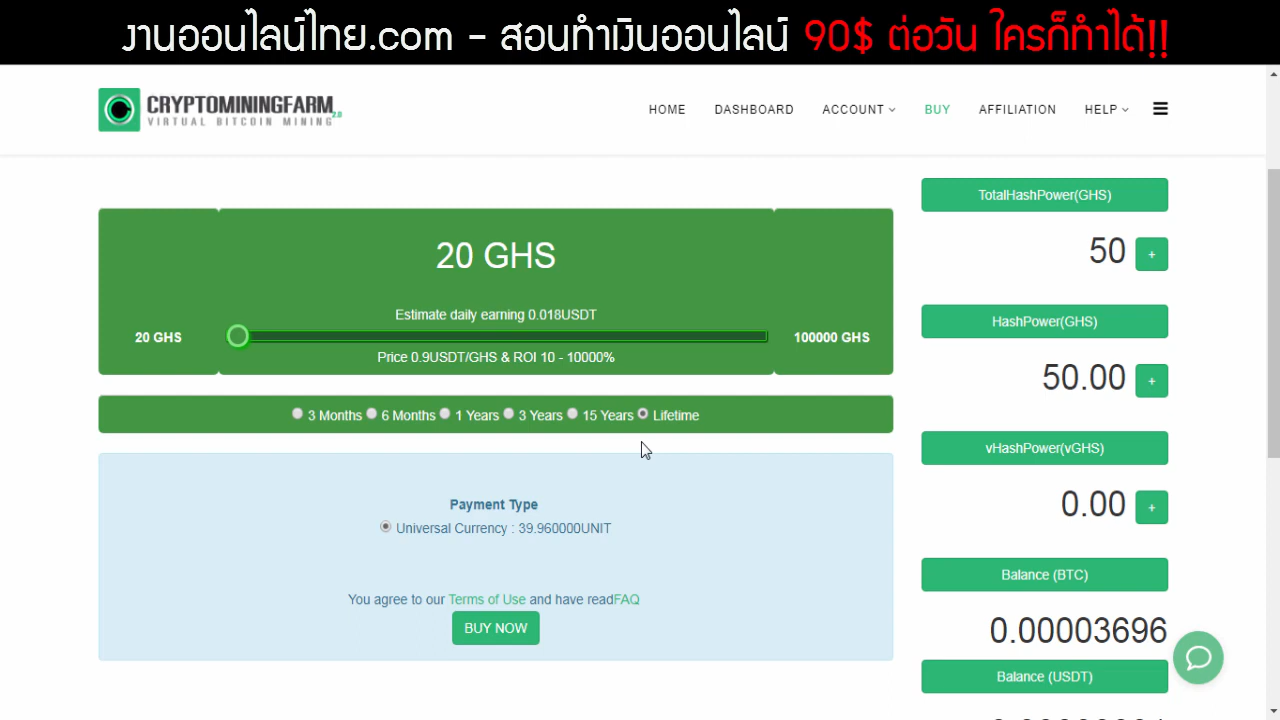 งานออนไลน์ไทย.com - สอนทำเงินออนไลน์ 90$ ต่อวัน ใครก็ทำได้!!
CRYPTOMININGFARM 2.0
VIRTUAL BITCOIN MINING
HOME DASHBOARD ACCOUNT BUY AFFILIATION HELP
20 GHS
Estimate daily earning 0.018USDT
20 GHS 100000 GHS
Price 0.9USDT/GHS & ROI 10 - 10000%
3 Months 6 Months 1 Years 3 Years 15 Years Lifetime
Payment Type
Universal Currency : 39.960000UNIT
You agree to our Terms of Use and have readFAQ
BUY NOW
TotalHashPower(GHS)
50 +
HashPower(GHS)
50.00 +
vHashPower(vGHS)
0.00 +
Balance (BTC)
0.00003696
Balance (USDT)